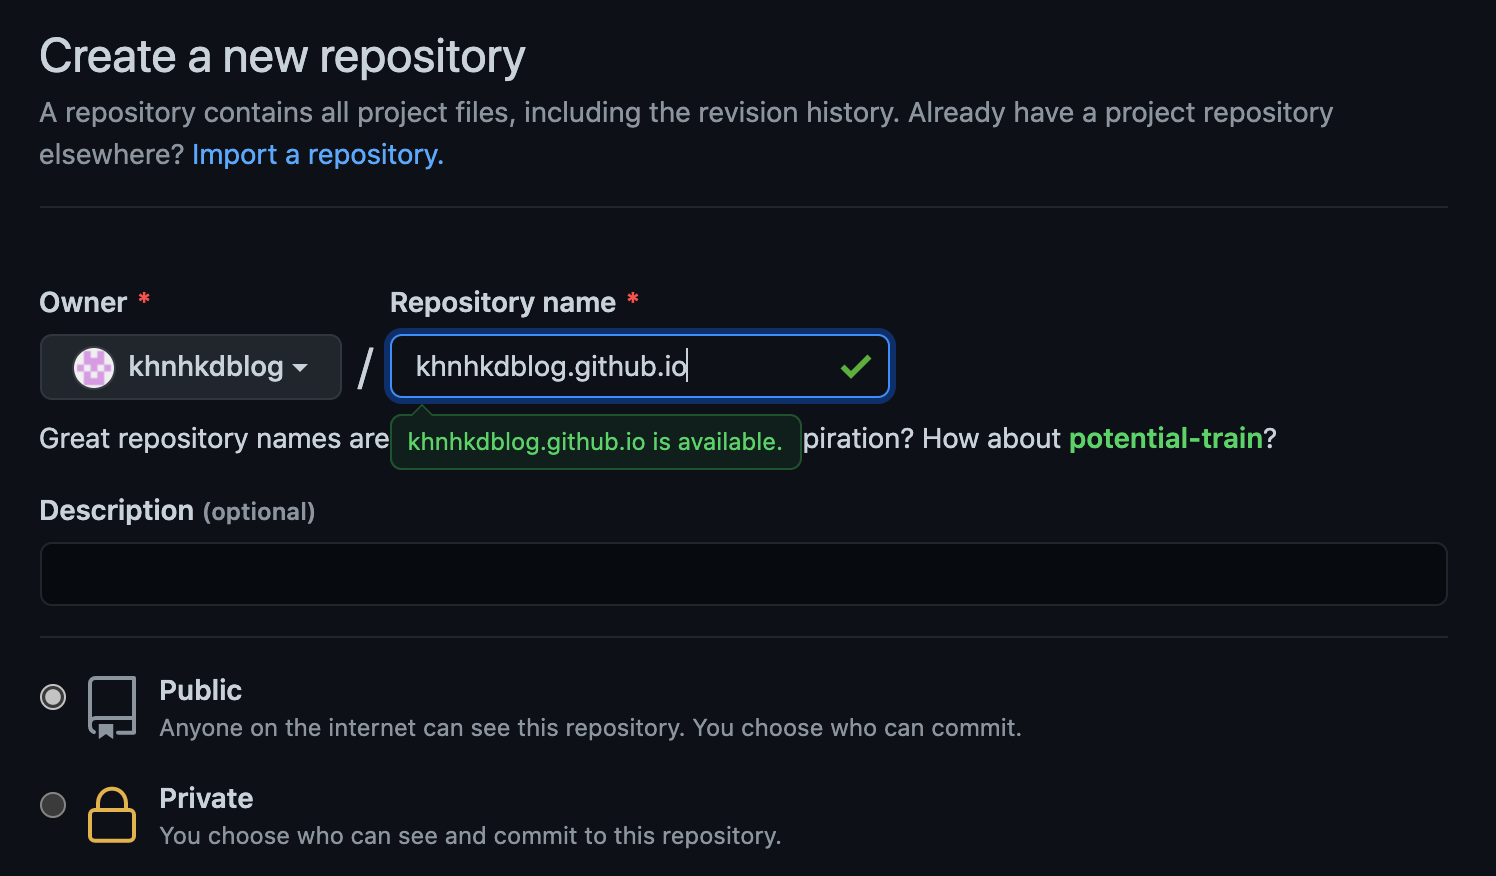 Create a new repository
A repository contains all project files, including the revision history. Already have a project repository
elsewhere? Import a repository.
Owner *
Repository name *
khnhkdblog
/
khnhkdblog.github.io
Great repository names are
khnhkdblog.github.io is available.
piration? How about potential-train?
Description (optional)
Public
Anyone on the internet can see this repository. You choose who can commit.
Private
You choose who can see and commit to this repository.